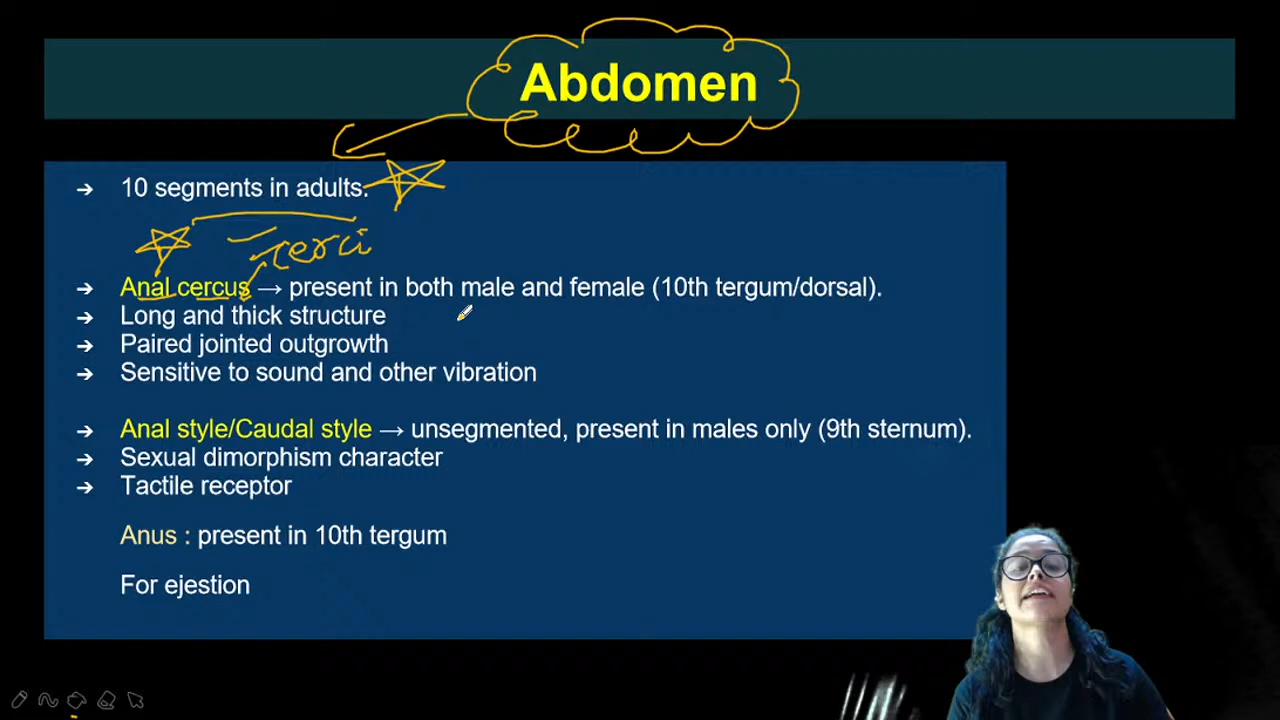 Abdomen
➔ 10 segments in adults.
cerci
➔ Anal cercus → present in both male and female (10th tergum/dorsal).
➔ Long and thick structure
➔ Paired jointed outgrowth
➔ Sensitive to sound and other vibration
➔ Anal style/Caudal style → unsegmented, present in males only (9th sternum).
➔ Sexual dimorphism character
➔ Tactile receptor
Anus : present in 10th tergum
For ejestion